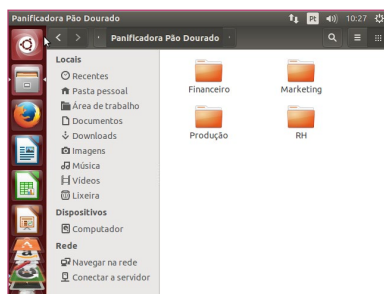 Panificadora Pão Dourado
Pt 10:27
Panificadora Pão Dourado
Locais
Recentes
Pasta pessoal
Área de trabalho
Documentos
Downloads
Imagens
Música
Vídeos
Lixeira
Dispositivos
Computador
Rede
Navegar na rede
Conectar a servidor
Financeiro
Marketing
Produção
RH